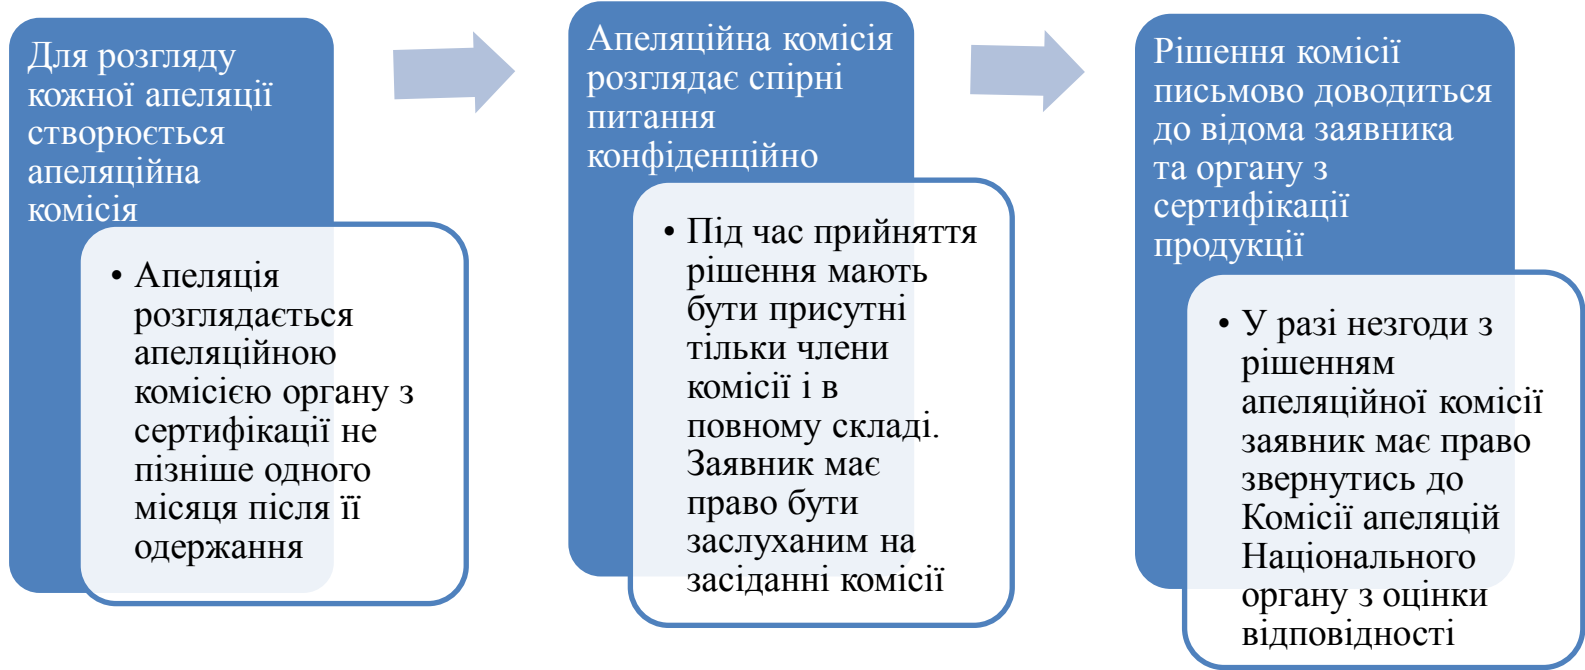 Для розгляду
кожної апеляції
створюється
апеляційна
комісія
• Апеляція
розглядається
апеляційною
комісією органу з
сертифікації не
пізніше одного
місяця після її
одержання
Апеляційна комісія
розглядає спірні
питання
конфіденційно
• Під час прийняття
рішення мають
бути присутні
тільки члени
комісії і в
повному складі.
Заявник має
право бути
заслуханим на
засіданні комісії
Рішення комісії
письмово доводиться
до відома заявника
та органу з
сертифікації
продукції
• У разі незгоди з
рішенням
апеляційної комісії
заявник має право
звернутись до
Комісії апеляцій
Національного
органу з оцінки
відповідності